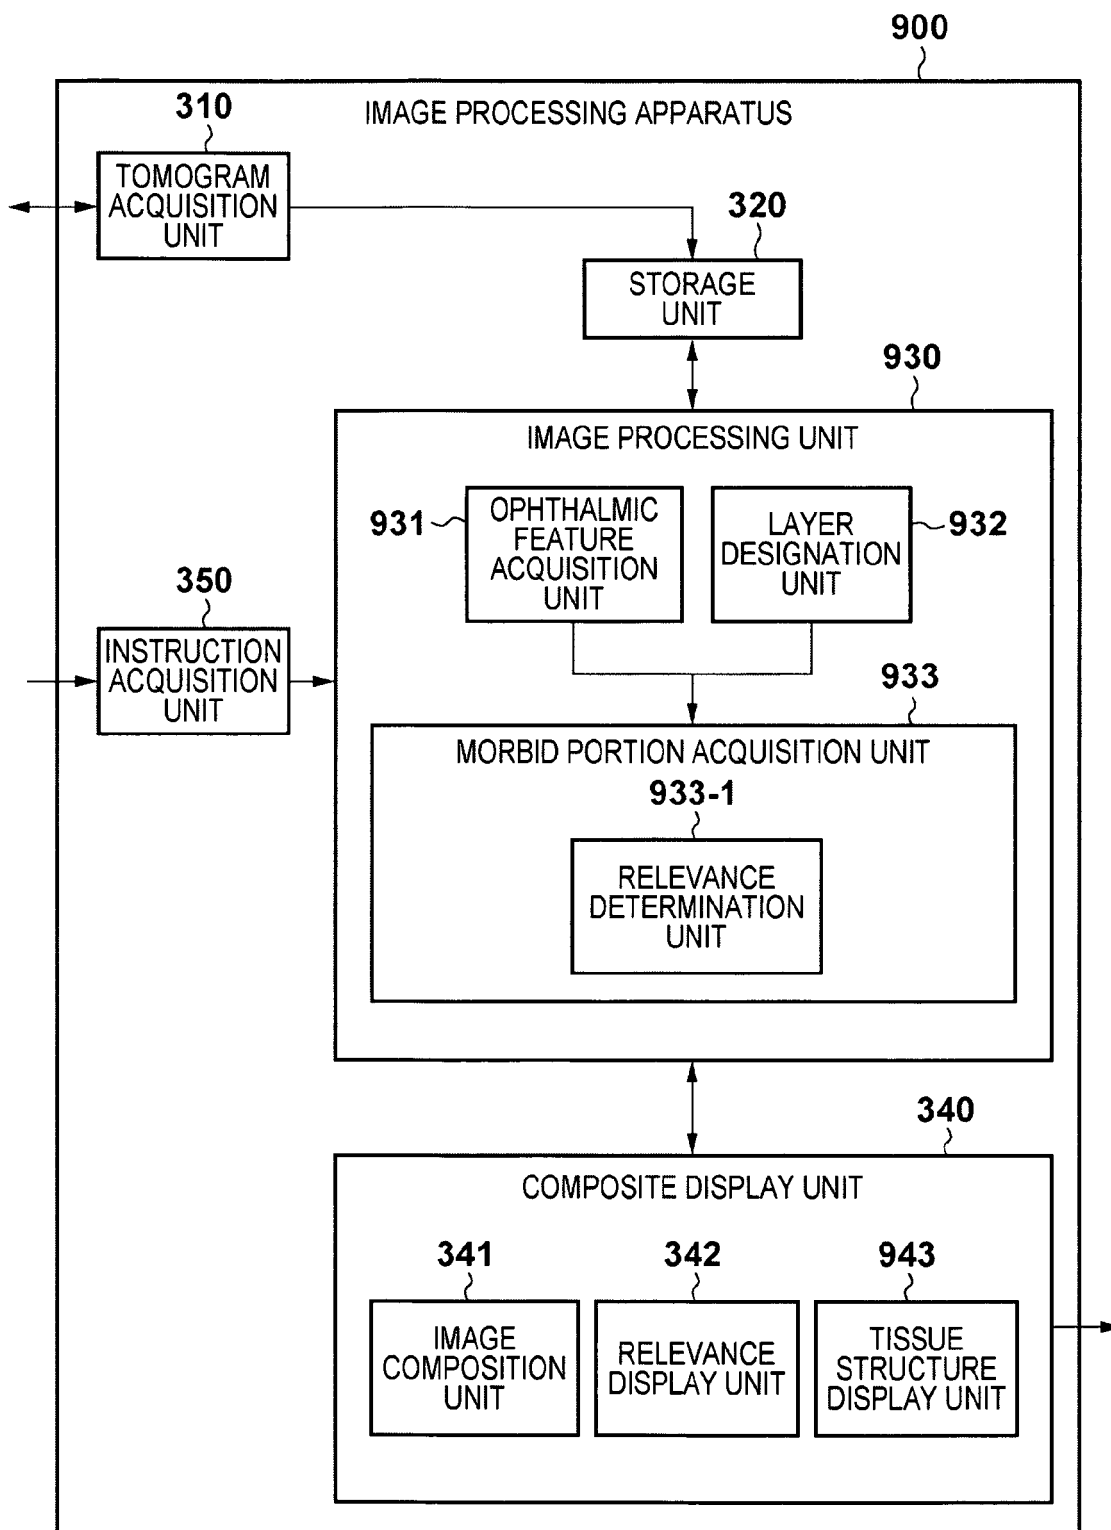 900
IMAGE PROCESSING APPARATUS
310
TOMOGRAM
ACQUISITION
UNIT
320
STORAGE
UNIT
930
IMAGE PROCESSING UNIT
931
OPHTHALMIC
FEATURE
ACQUISITION
UNIT
LAYER
DESIGNATION
UNIT
932
350
INSTRUCTION
ACQUISITION
UNIT
933
MORBID PORTION ACQUISITION UNIT
933-1
RELEVANCE
DETERMINATION
UNIT
340
COMPOSITE DISPLAY UNIT
341
IMAGE
COMPOSITION
UNIT
342
RELEVANCE
DISPLAY UNIT
943
TISSUE
STRUCTURE
DISPLAY UNIT